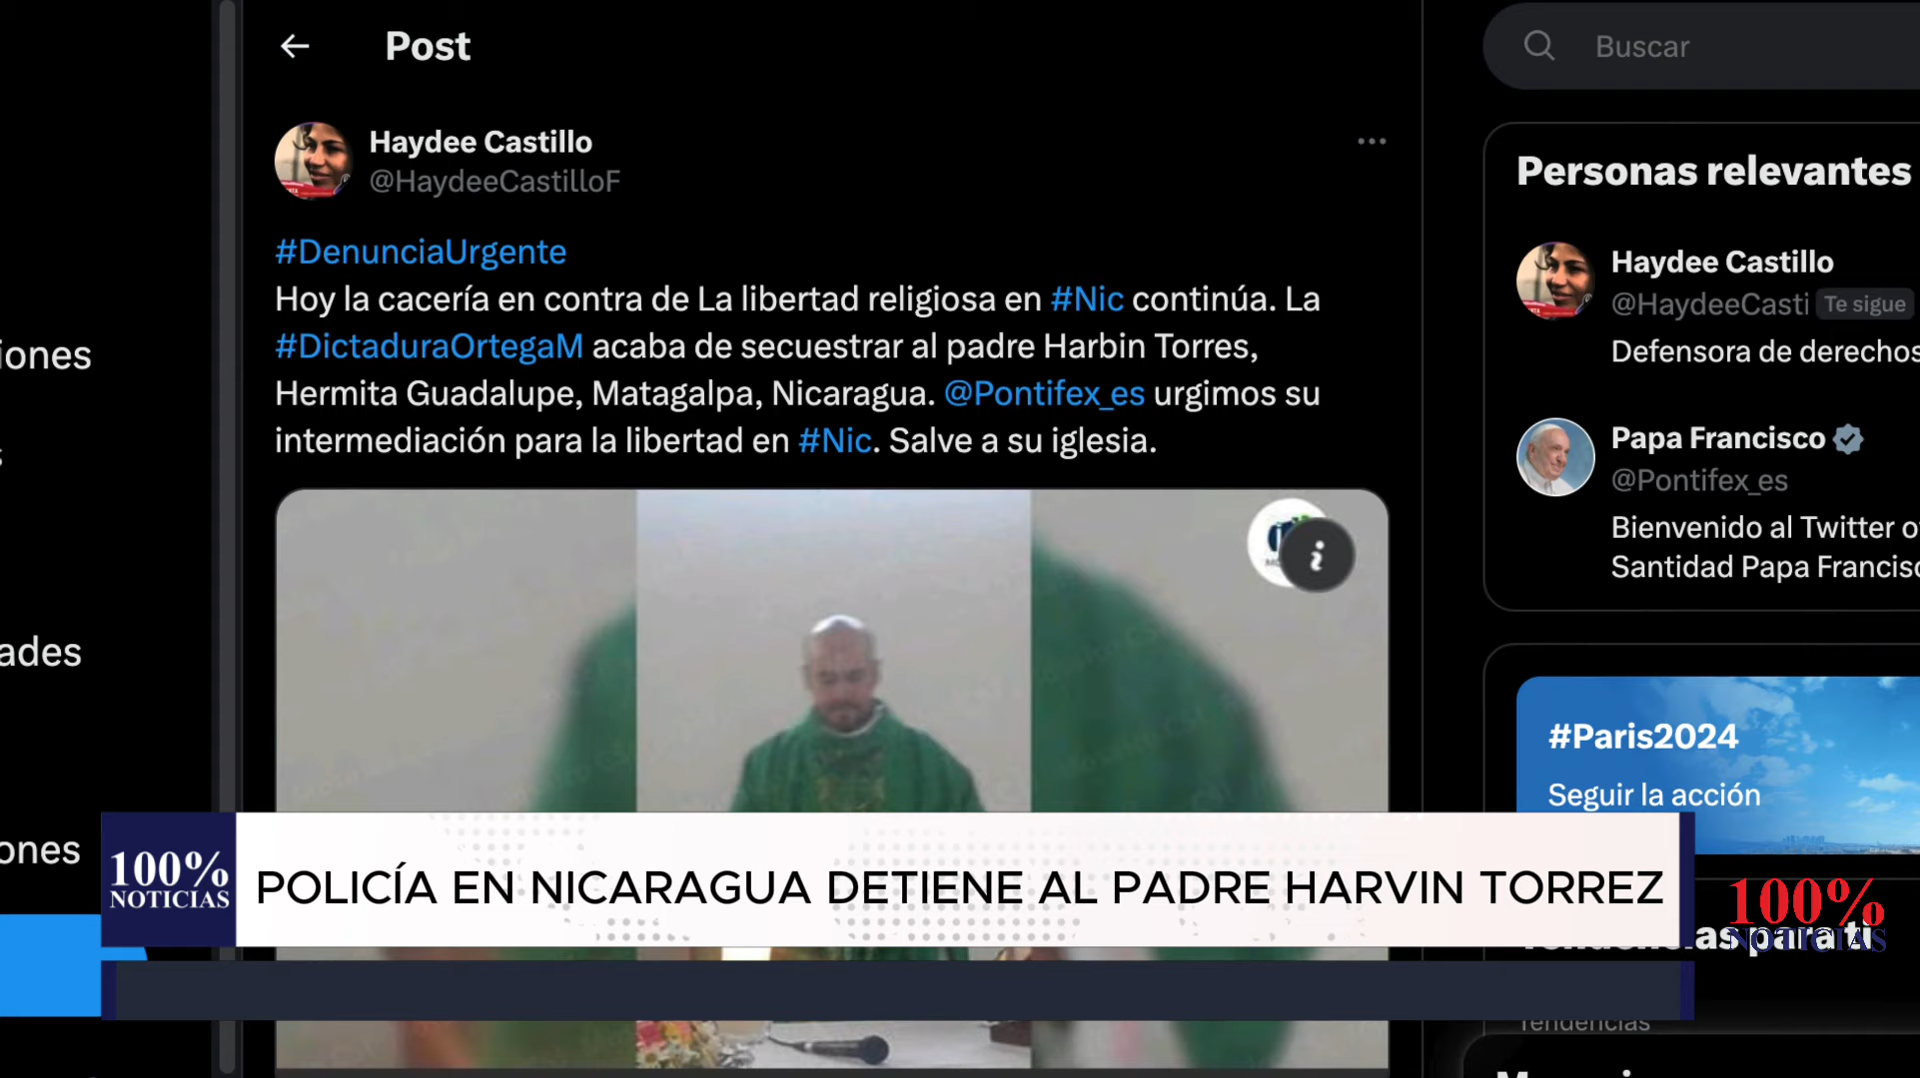 Post
Buscar
Haydee Castillo
@HaydeeCastilloF
#DenunciaUrgente
Hoy la cacería en contra de La libertad religiosa en #Nic continúa. La
#DictaduraOrtegaM acaba de secuestrar al padre Harbin Torres,
Hermita Guadalupe, Matagalpa, Nicaragua. @Pontifex_es urgimos su
intermediación para la libertad en #Nic. Salve a su iglesia.
Personas relevantes
Haydee Castillo
@HaydeeCasti Te sigue
Defensora de derechos
Papa Francisco
@Pontifex_es
Bienvenido al Twitter o
Santidad Papa Francisc
iones
ades
ones
#Paris2024
Seguir la acción
100%
NOTICIAS
POLICÍA EN NICARAGUA DETIENE AL PADRE HARVIN TORREZ
100%
NOTICIAS
Tendencias para ti
Tendencias